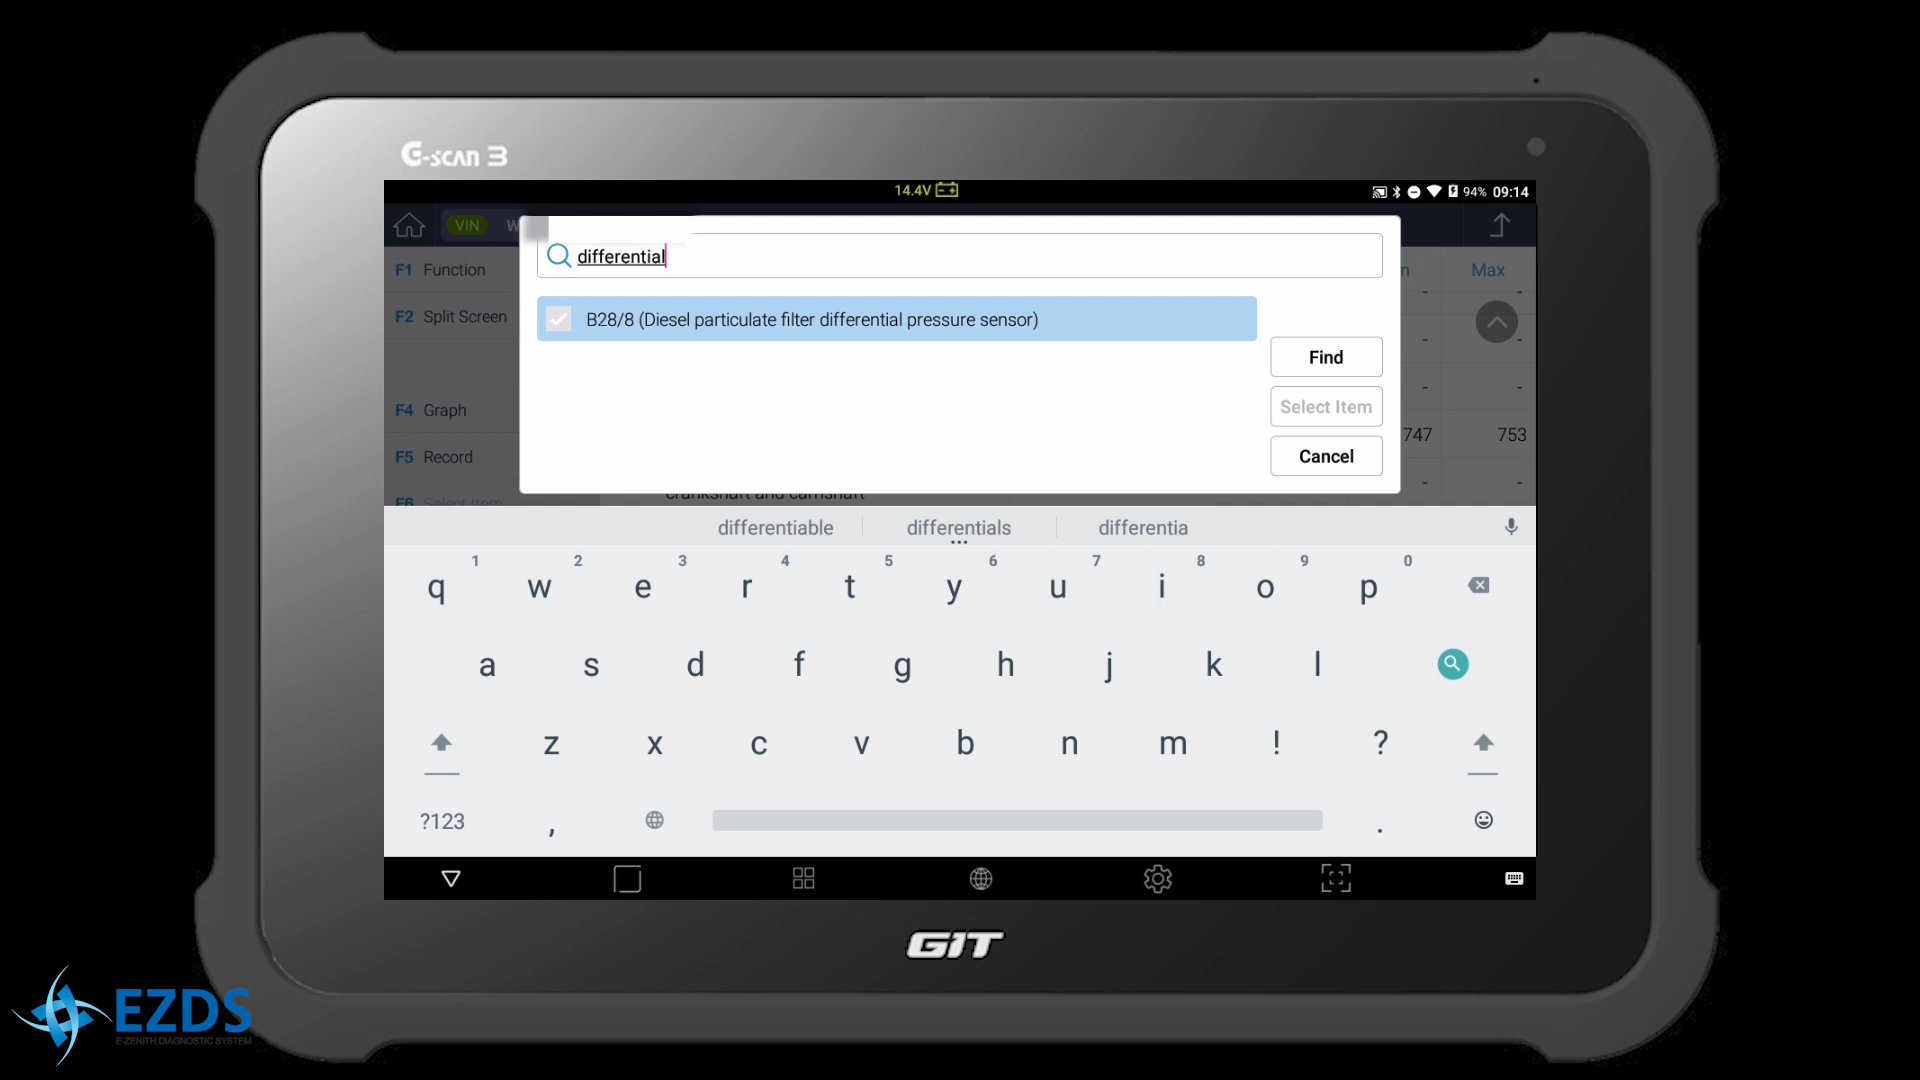 G-scan 3
14.4V
94% 09:14
VIN W
differential
F1 Function
n Max
- -
F2 Split Screen
B28/8 (Diesel particulate filter differential pressure sensor)
- -
Find
- -
F4 Graph
Select Item
747 753
F5 Record
Cancel
- -
F6 Select Item
crankshaft and camshaft
differentiable differentials differentia
1 2 3 4 5 6 7 8 9 0
q w e r t y u i o p
a s d f g h j k l
z x c v b n m ! ?
?123 , .
GIT
EZDS
E-ZENITH DIAGNOSTIC SYSTEM